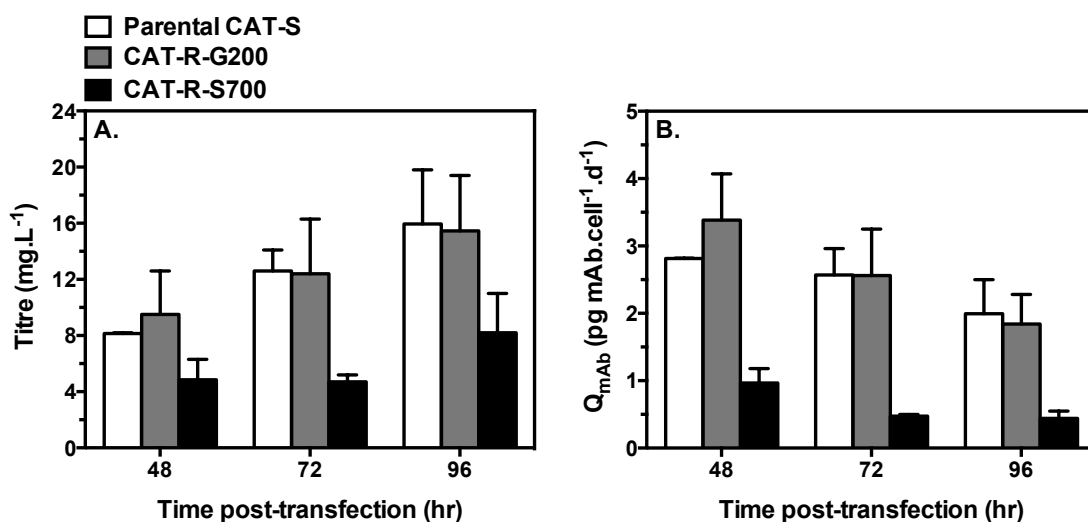 Parental CAT-S
CAT-R-G200
CAT-R-S700
A.
Titre (mg.L⁻¹)
24
20
16
12
8
4
0
48 72 96
Time post-transfection (hr)
B.
Q_mAb (pg mAb.cell⁻¹.d⁻¹)
5
4
3
2
1
0
48 72 96
Time post-transfection (hr)